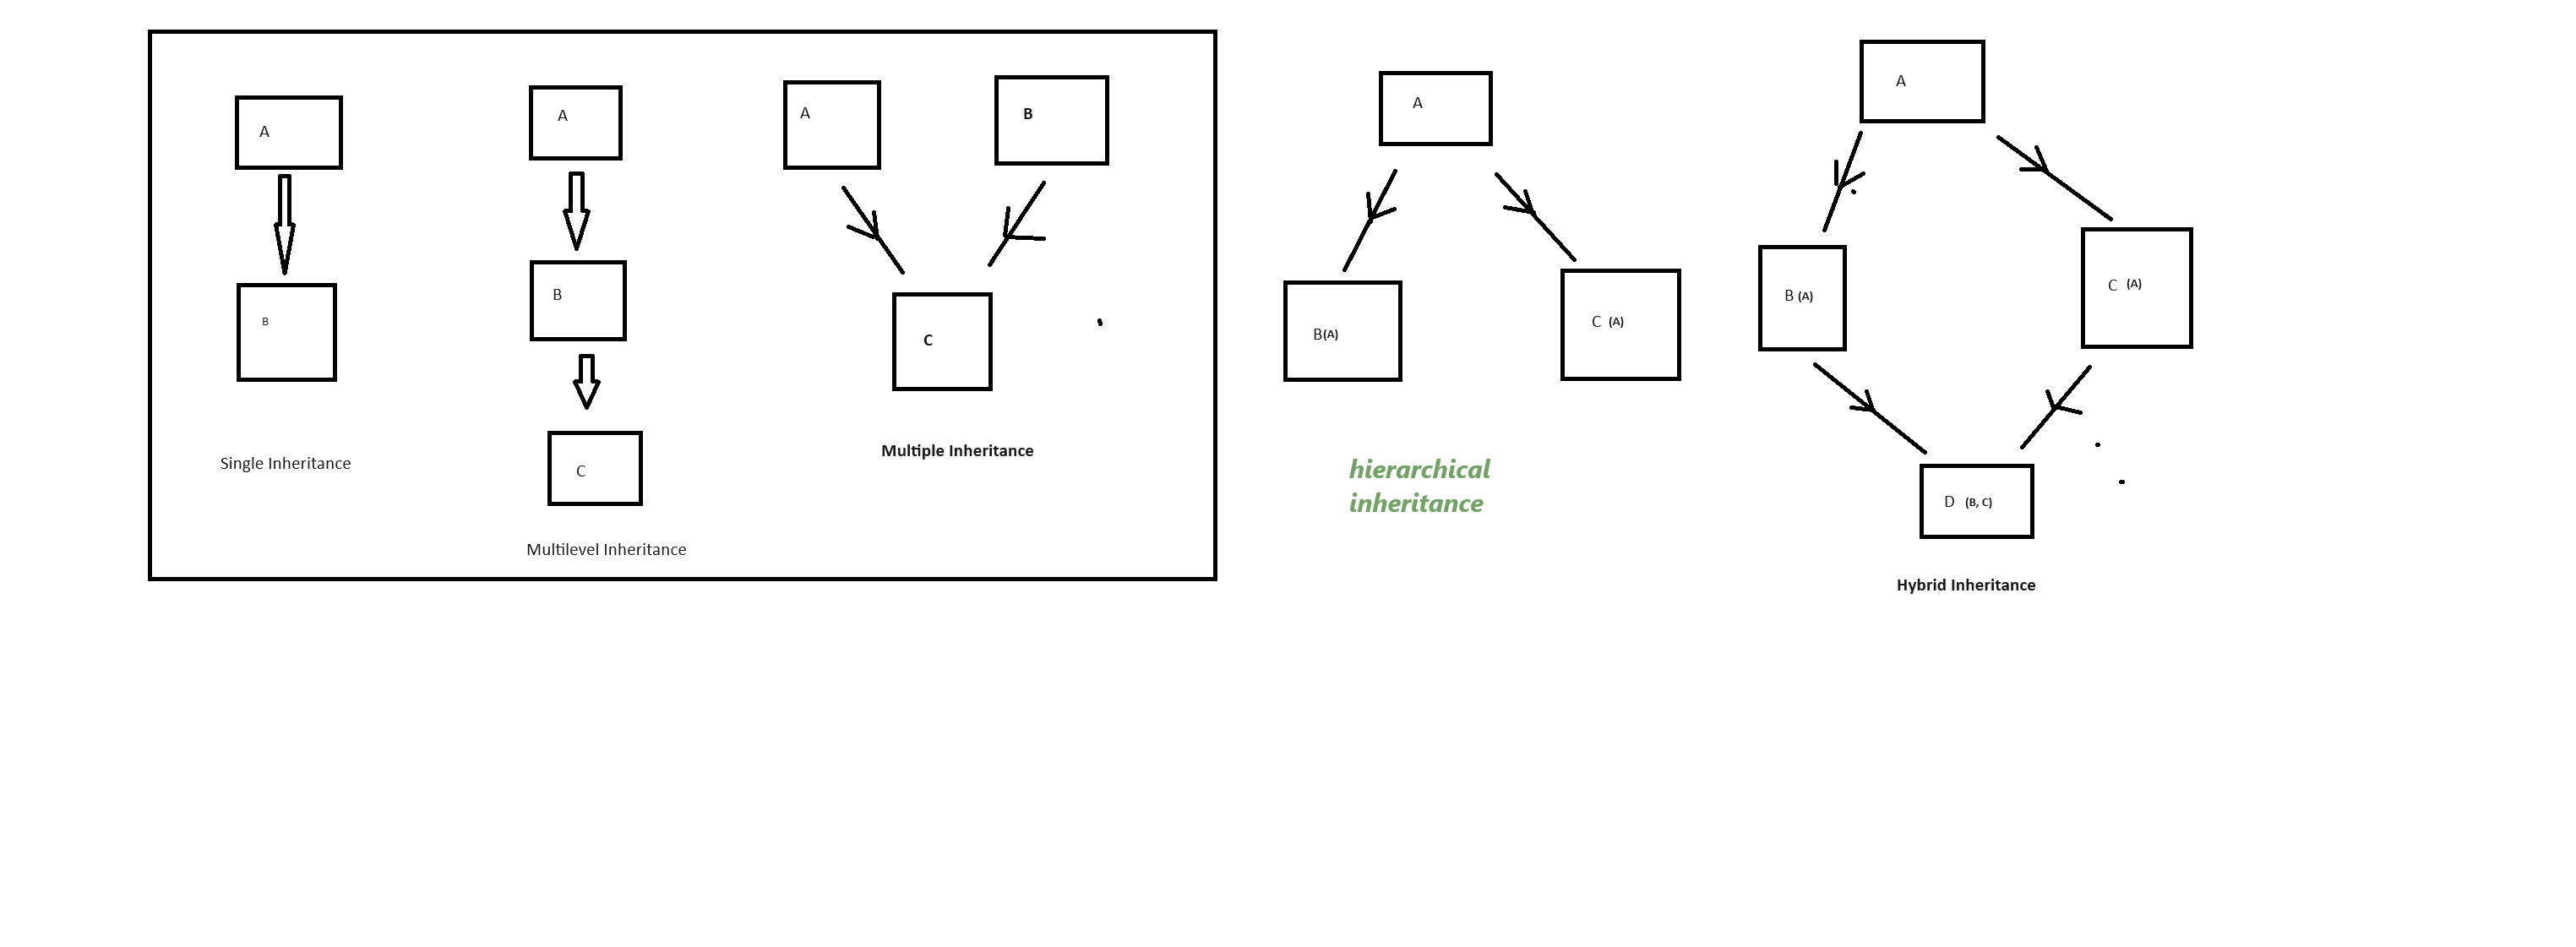 A
B
Single Inheritance
A
B
C
Multilevel Inheritance
A
B
C
Multiple Inheritance
A
B(A)
C (A)
hierarchical
inheritance
A
B (A)
C (A)
D (B, C)
Hybrid Inheritance